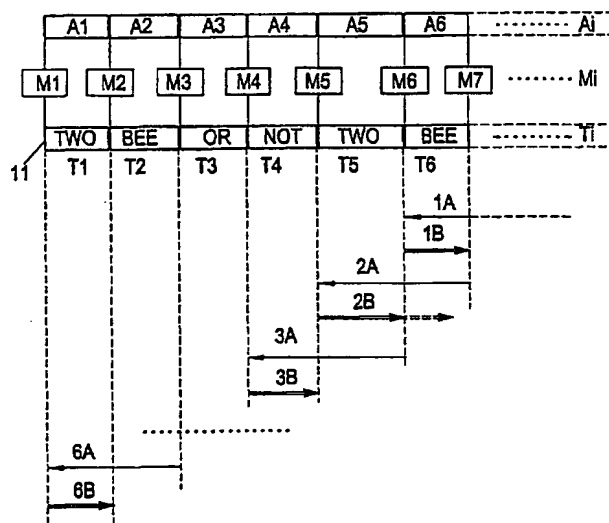 A1 A2 A3 A4 A5 A6 Ai
M1 M2 M3 M4 M5 M6 M7 Mi
TWO BEE OR NOT TWO BEE Ti
11 T1 T2 T3 T4 T5 T6
1A
1B
2A
2B
3A
3B
6A
6B